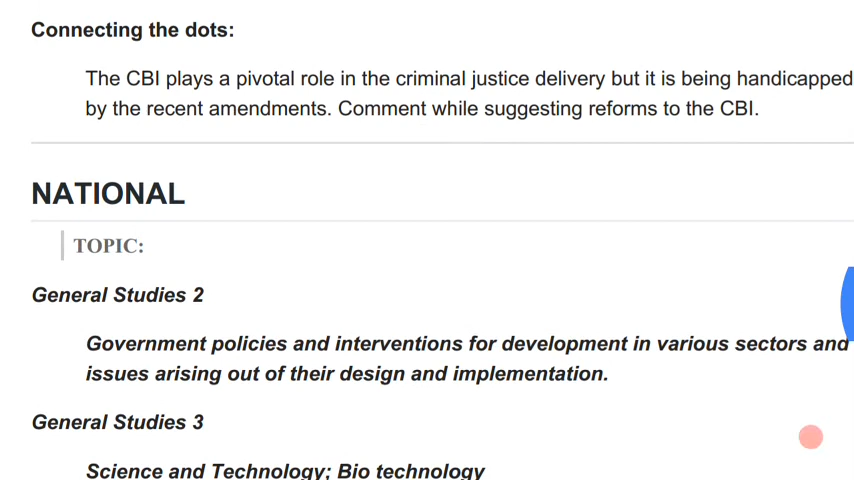 Connecting the dots:
The CBI plays a pivotal role in the criminal justice delivery but it is being handicapped
by the recent amendments. Comment while suggesting reforms to the CBI.
NATIONAL
TOPIC:
General Studies 2
Government policies and interventions for development in various sectors and
issues arising out of their design and implementation.
General Studies 3
Science and Technology; Bio technology